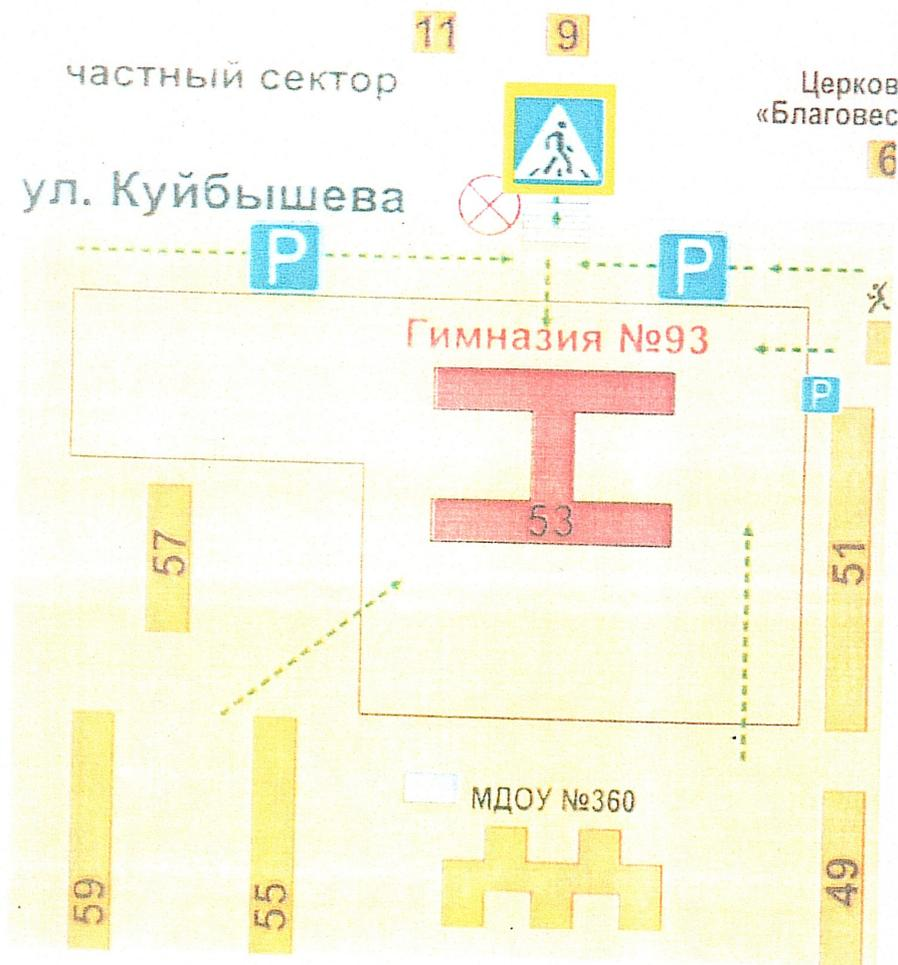 11
9
частный сектор
Церков
«Благовес
6
ул. Куйбышева
P
P
Гимназия №93
P
53
57
51
МДОУ №360
59
55
49